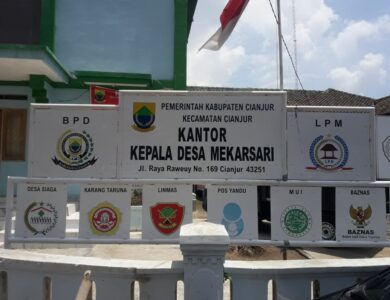 PEMERINTAH KABUPATEN CIANJUR
KECAMATAN CIANJUR
KANTOR
KEPALA DESA MEKARSARI
Jl. Raya Raweuy No. 169 Cianjur 43251
BPD
LPM
LPM
DESA SIAGA
KARANG TARUNA
LINMAS
POS YANDU
MUI
BAZNAS
BAZNAS